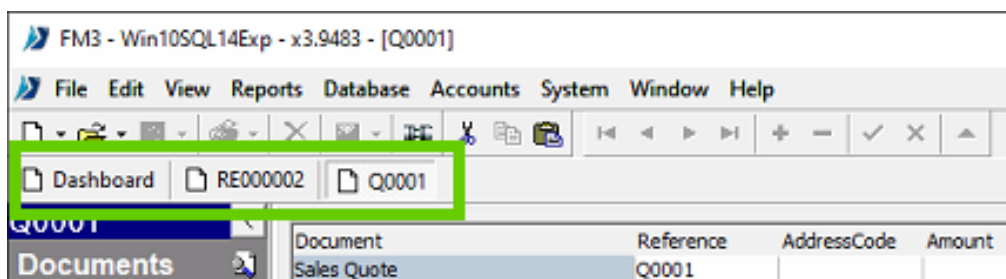 FM3 - Win10SQL14Exp - x3.9483 - [Q0001]
File Edit View Reports Database Accounts System Window Help
Dashboard RE000002 Q0001
Q0001
Document Reference AddressCode Amount
Documents Sales Quote Q0001